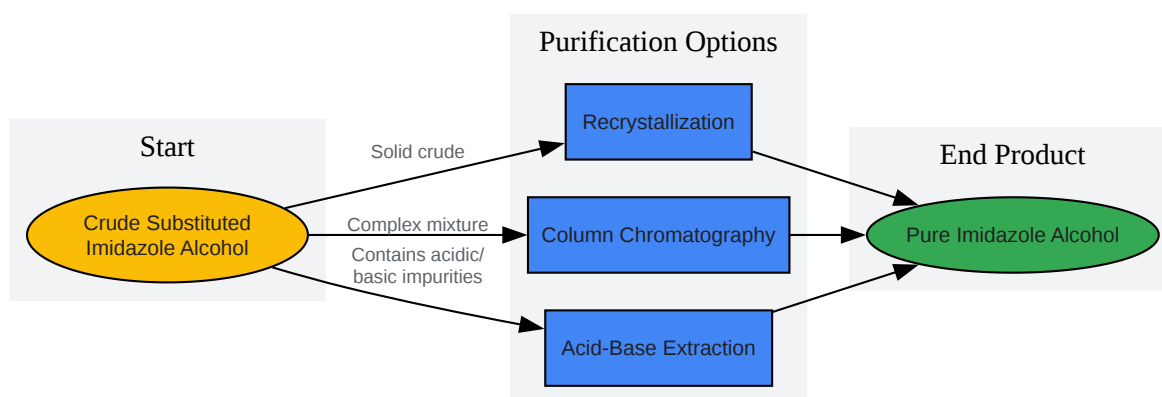 Start
Crude Substituted
Imidazole Alcohol
Solid crude
Complex mixture
Contains acidic/
basic impurities
Purification Options
Recrystallization
Column Chromatography
Acid-Base Extraction
End Product
Pure Imidazole Alcohol